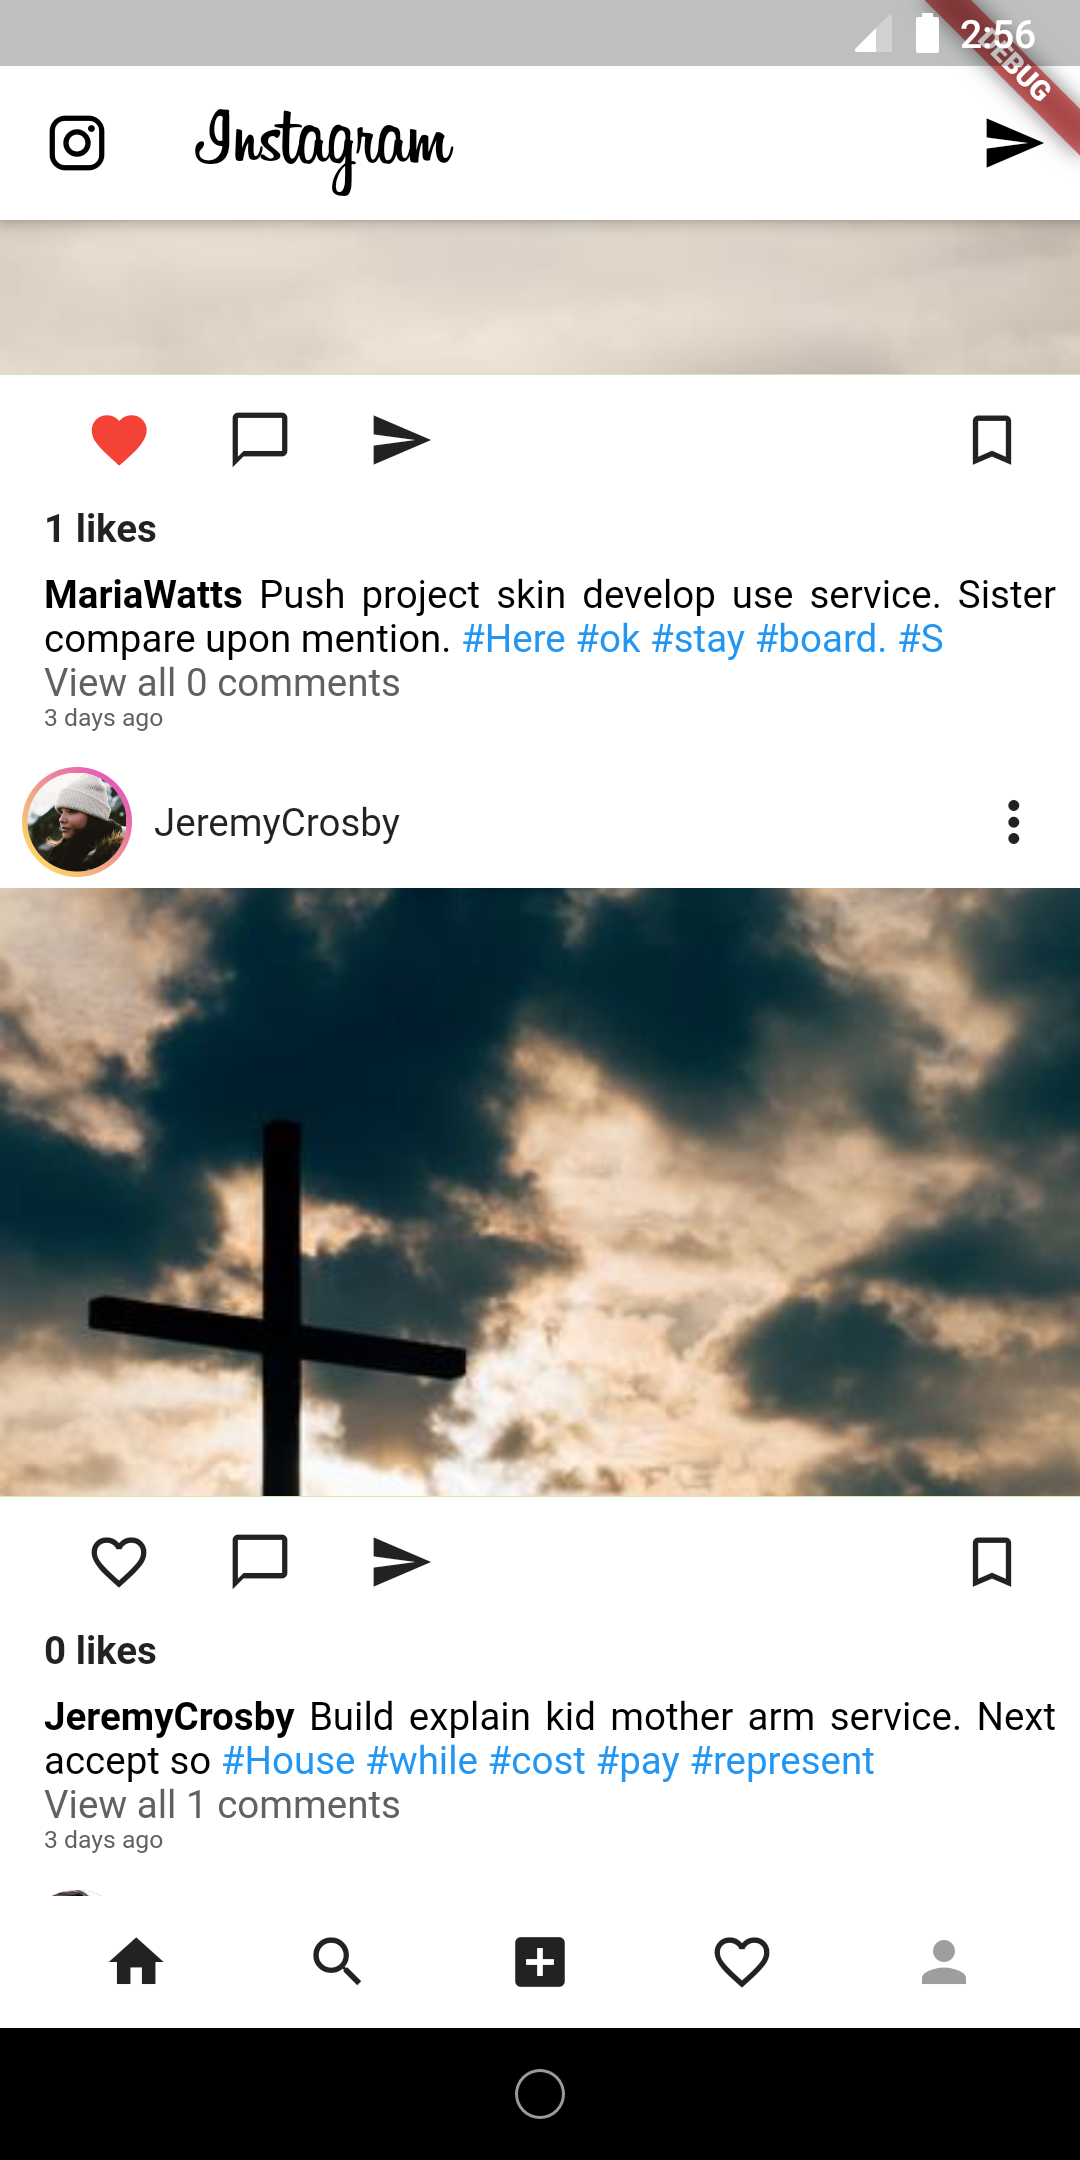 2:56
DEBUG
Instagram
1 likes
MariaWatts Push project skin develop use service. Sister
compare upon mention. #Here #ok #stay #board. #S
View all 0 comments
3 days ago
JeremyCrosby
0 likes
JeremyCrosby Build explain kid mother arm service. Next
accept so #House #while #cost #pay #represent
View all 1 comments
3 days ago